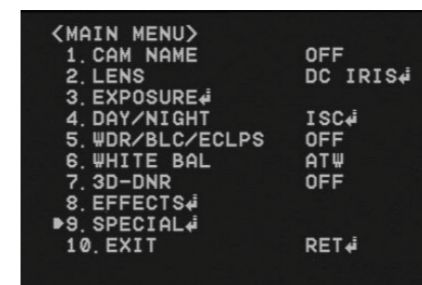 <MAIN MENU>
1. CAM NAME OFF
2. LENS DC IRIS↲
3. EXPOSURE↲
4. DAY/NIGHT ISC↲
5. WDR/BLC/ECLPS OFF
6. WHITE BAL ATW
7. 3D-DNR OFF
8. EFFECTS↲
9. SPECIAL↲
10. EXIT RET↲